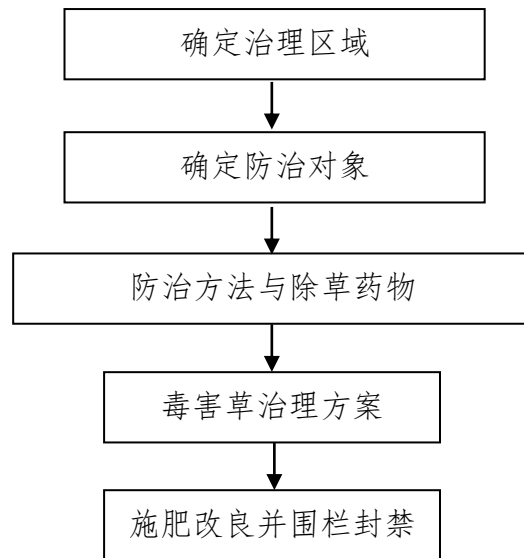 确定治理区域
确定防治对象
防治方法与除草药物
毒害草治理方案
施肥改良并围栏封禁